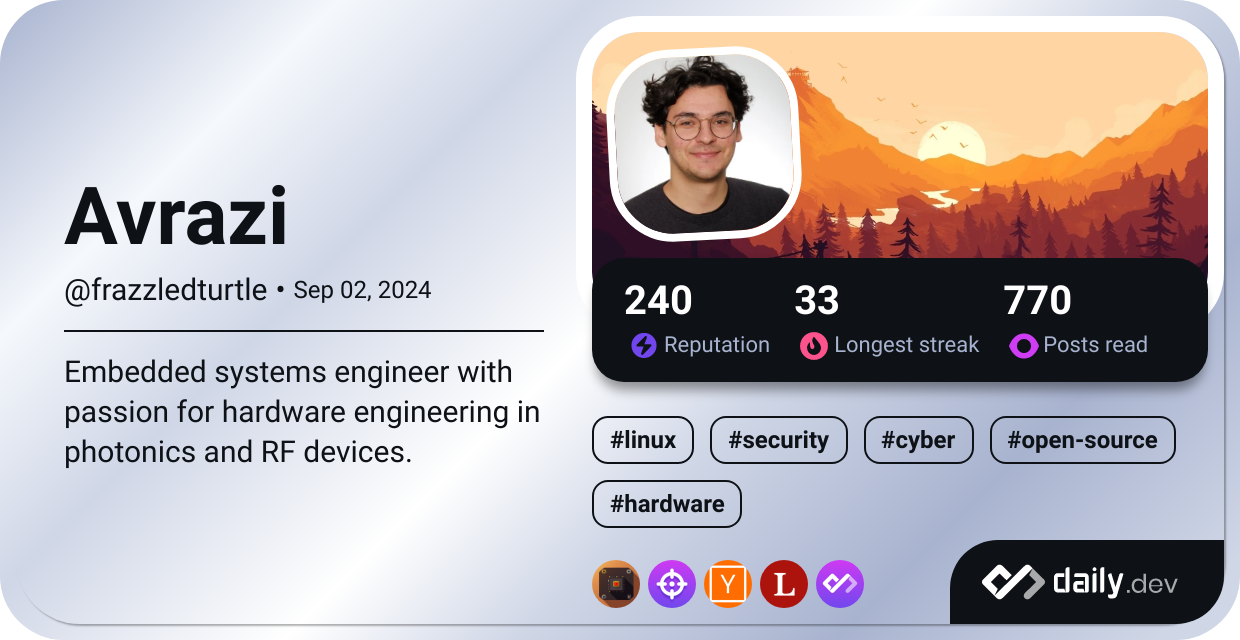 Avrazi
@frazzledturtle • Sep 02, 2024
Embedded systems engineer with
passion for hardware engineering in
photonics and RF devices.
240 33 770
Reputation Longest streak Posts read
#linux #security #cyber #open-source
#hardware
Y L
daily.dev